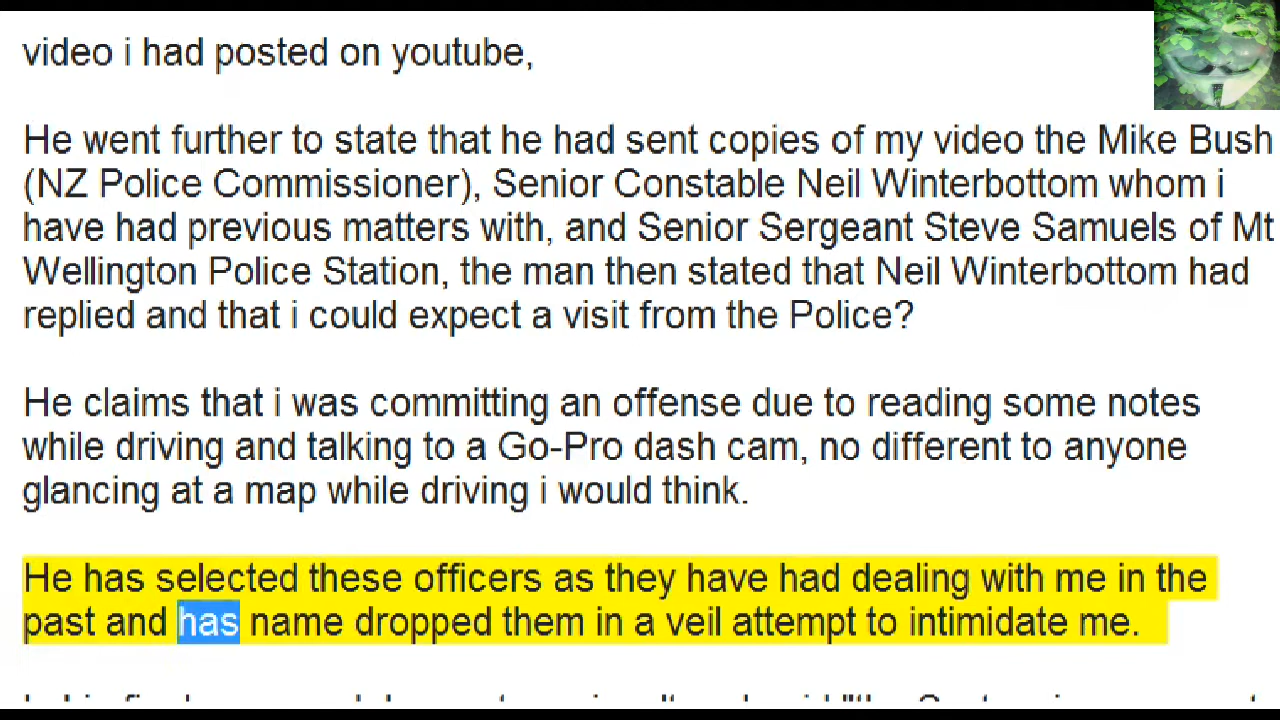 video i had posted on youtube,
He went further to state that he had sent copies of my video the Mike Bush
(NZ Police Commissioner), Senior Constable Neil Winterbottom whom i
have had previous matters with, and Senior Sergeant Steve Samuels of Mt
Wellington Police Station, the man then stated that Neil Winterbottom had
replied and that i could expect a visit from the Police?
He claims that i was committing an offense due to reading some notes
while driving and talking to a Go-Pro dash cam, no different to anyone
glancing at a map while driving i would think.
He has selected these officers as they have had dealing with me in the
past and has name dropped them in a veil attempt to intimidate me.